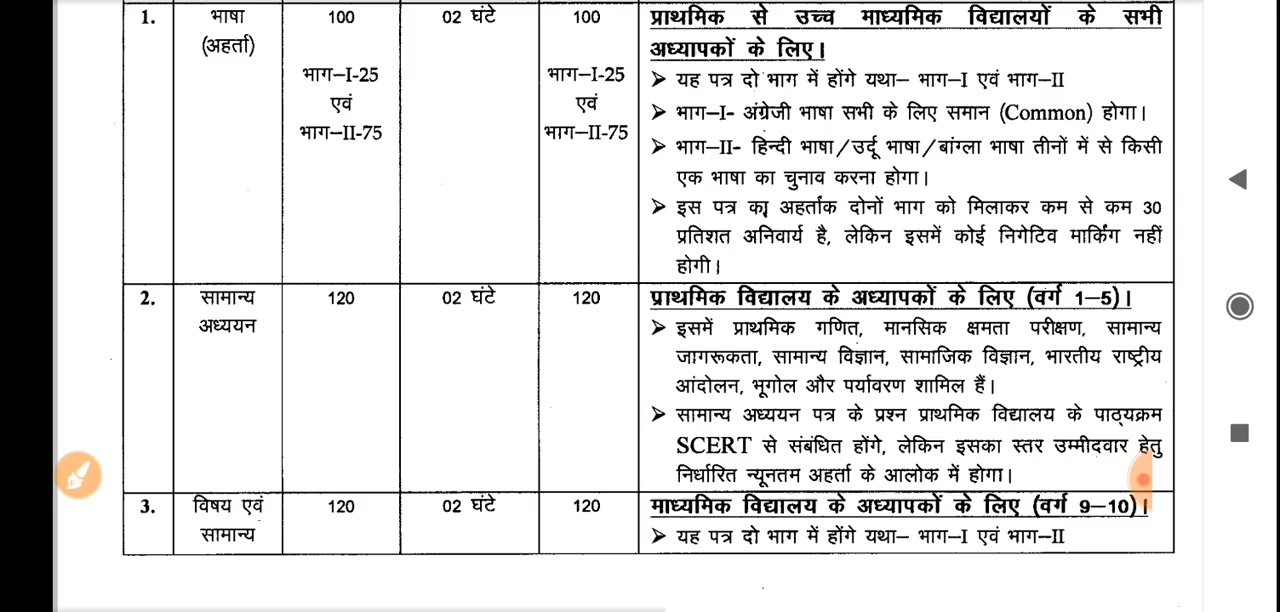 1.
भाषा
(अहर्ता)
100
भाग–I-25
एवं
भाग–II-75
02 घंटे
100
भाग–I-25
एवं
भाग–II-75
प्राथमिक से उच्च माध्यमिक विद्यालयों के सभी
अध्यापकों के लिए।
➢ यह पत्र दो भाग में होंगे यथा– भाग–I एवं भाग–II
➢ भाग–I- अंग्रेजी भाषा सभी के लिए समान (Common) होगा।
➢ भाग–II- हिन्दी भाषा/उर्दू भाषा/बांग्ला भाषा तीनों में से किसी
एक भाषा का चुनाव करना होगा।
➢ इस पत्र का अहर्तांक दोनों भाग को मिलाकर कम से कम 30
प्रतिशत अनिवार्य है, लेकिन इसमें कोई निगेटिव मार्किंग नहीं
होगी।
2.
सामान्य
अध्ययन
120
02 घंटे
120
प्राथमिक विद्यालय के अध्यापकों के लिए (वर्ग 1–5)।
➢ इसमें प्राथमिक गणित, मानसिक क्षमता परीक्षण, सामान्य
जागरूकता, सामान्य विज्ञान, सामाजिक विज्ञान, भारतीय राष्ट्रीय
आंदोलन, भूगोल और पर्यावरण शामिल हैं।
➢ सामान्य अध्ययन पत्र के प्रश्न प्राथमिक विद्यालय के पाठ्यक्रम
SCERT से संबंधित होंगे, लेकिन इसका स्तर उम्मीदवार हेतु
निर्धारित न्यूनतम अहर्ता के आलोक में होगा।
3.
विषय एवं
सामान्य
120
02 घंटे
120
माध्यमिक विद्यालय के अध्यापकों के लिए (वर्ग 9–10)।
➢ यह पत्र दो भाग में होंगे यथा– भाग–I एवं भाग–II